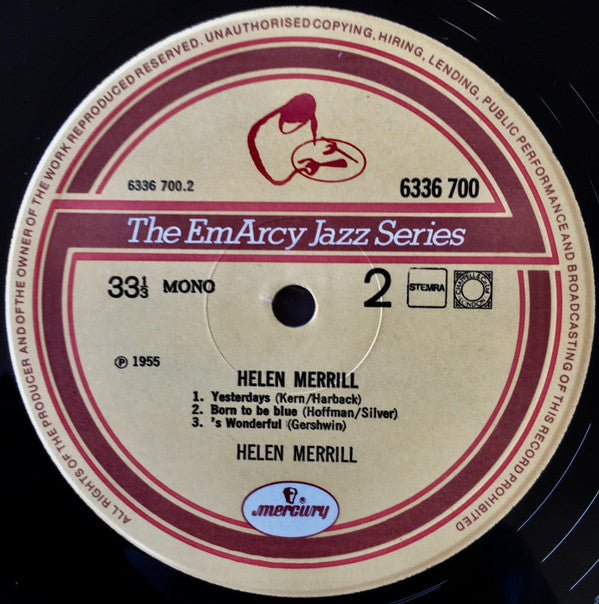 ALL RIGHTS OF THE PRODUCER AND OF THE OWNER OF THE WORK REPRODUCED RESERVED. UNAUTHORISED COPYING, HIRING, LENDING, PUBLIC PERFORMANCE AND BROADCASTING OF THIS RECORD PROHIBITED
6336 700.2
6336 700
The EmArcy Jazz Series
33⅓ MONO
2
STEMRA
℗ 1955
HELEN MERRILL
1. Yesterdays (Kern/Harback)
2. Born to be blue (Hoffman/Silver)
3. 's Wonderful (Gershwin)
HELEN MERRILL
mercury®